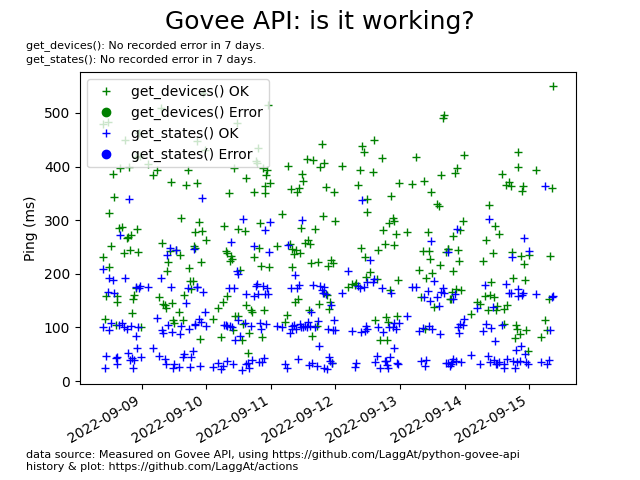 Govee API: is it working?
get_devices(): No recorded error in 7 days.
get_states(): No recorded error in 7 days.
get_devices() OK
get_devices() Error
get_states() OK
get_states() Error
Ping (ms)
500
400
300
200
100
0
2022-09-09
2022-09-10
2022-09-11
2022-09-12
2022-09-13
2022-09-14
2022-09-15
data source: Measured on Govee API, using https://github.com/LaggAt/python-govee-api
history & plot: https://github.com/LaggAt/actions